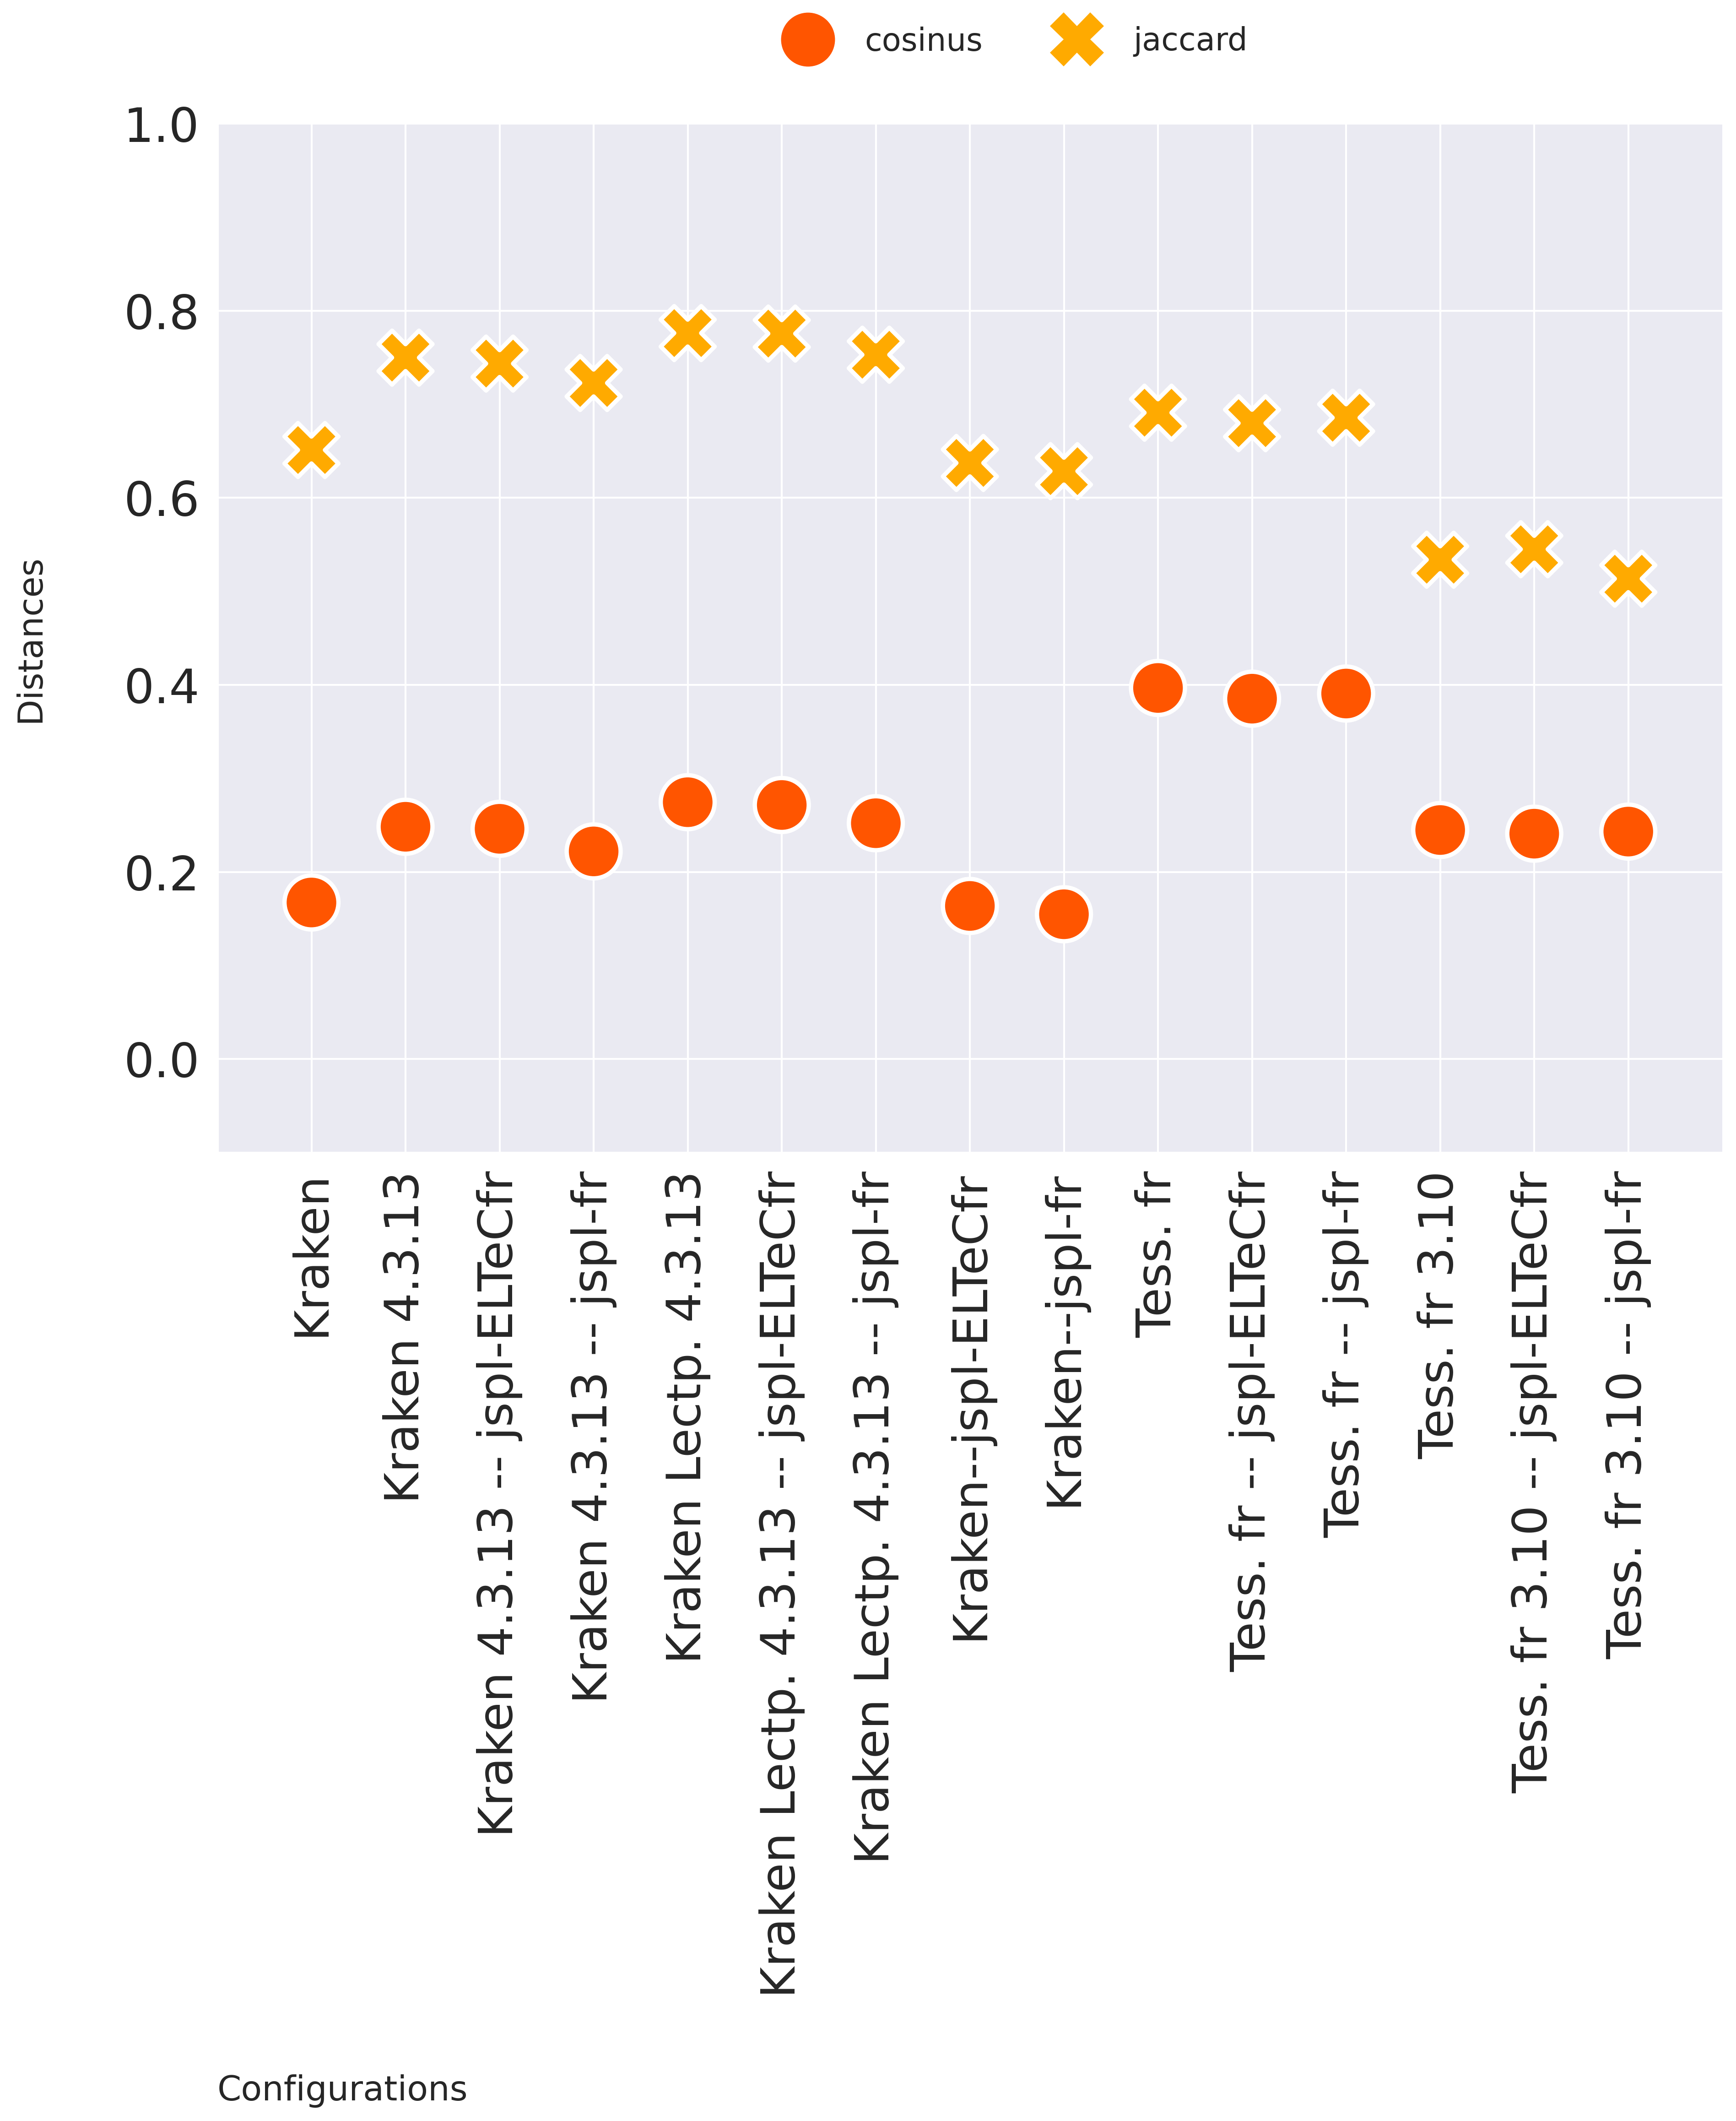 cosinus
jaccard
1.0
0.8
0.6
0.4
0.2
0.0
Distances
Kraken
Kraken 4.3.13
Kraken 4.3.13 -- jspl-ELTeCfr
Kraken 4.3.13 -- jspl-fr
Kraken Lectp. 4.3.13
Kraken Lectp. 4.3.13 -- jspl-ELTeCfr
Kraken Lectp. 4.3.13 -- jspl-fr
Kraken--jspl-ELTeCfr
Kraken--jspl-fr
Tess. fr
Tess. fr -- jspl-ELTeCfr
Tess. fr -- jspl-fr
Tess. fr 3.10
Tess. fr 3.10 -- jspl-ELTeCfr
Tess. fr 3.10 -- jspl-fr
Configurations